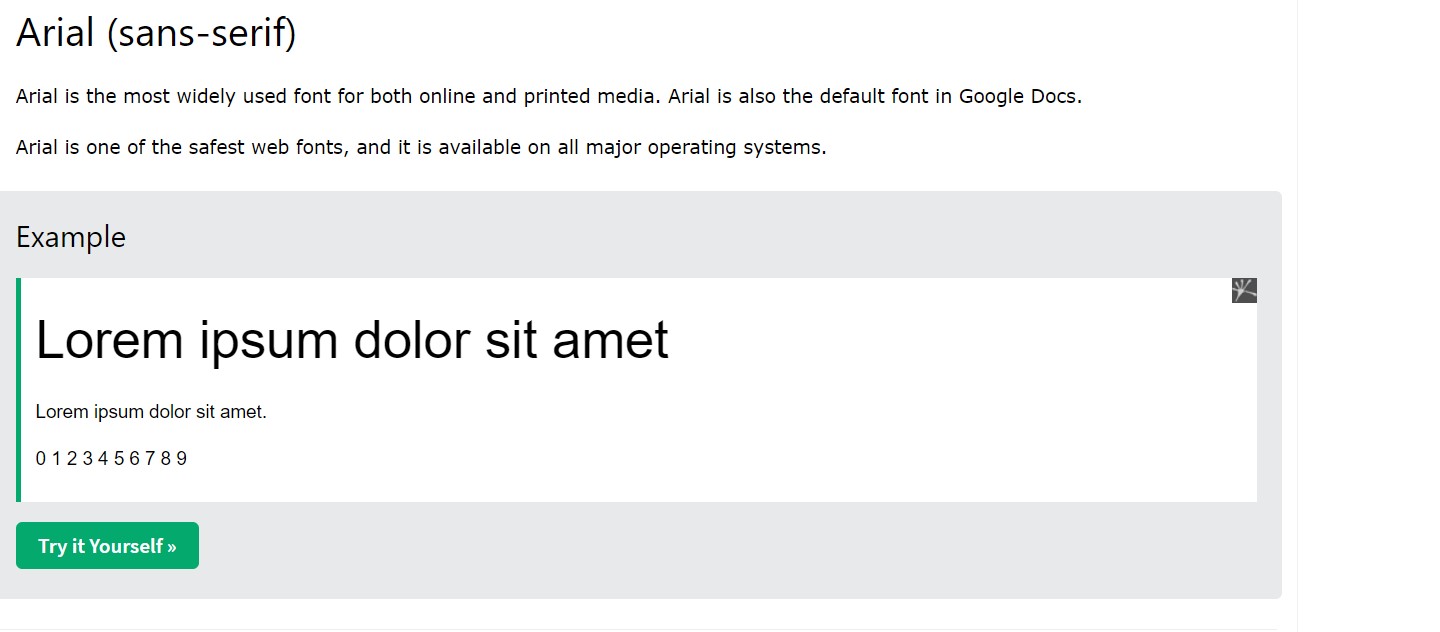 Arial (sans-serif)
Arial is the most widely used font for both online and printed media. Arial is also the default font in Google Docs.
Arial is one of the safest web fonts, and it is available on all major operating systems.
Example
Lorem ipsum dolor sit amet
Lorem ipsum dolor sit amet.
0 1 2 3 4 5 6 7 8 9
Try it Yourself »